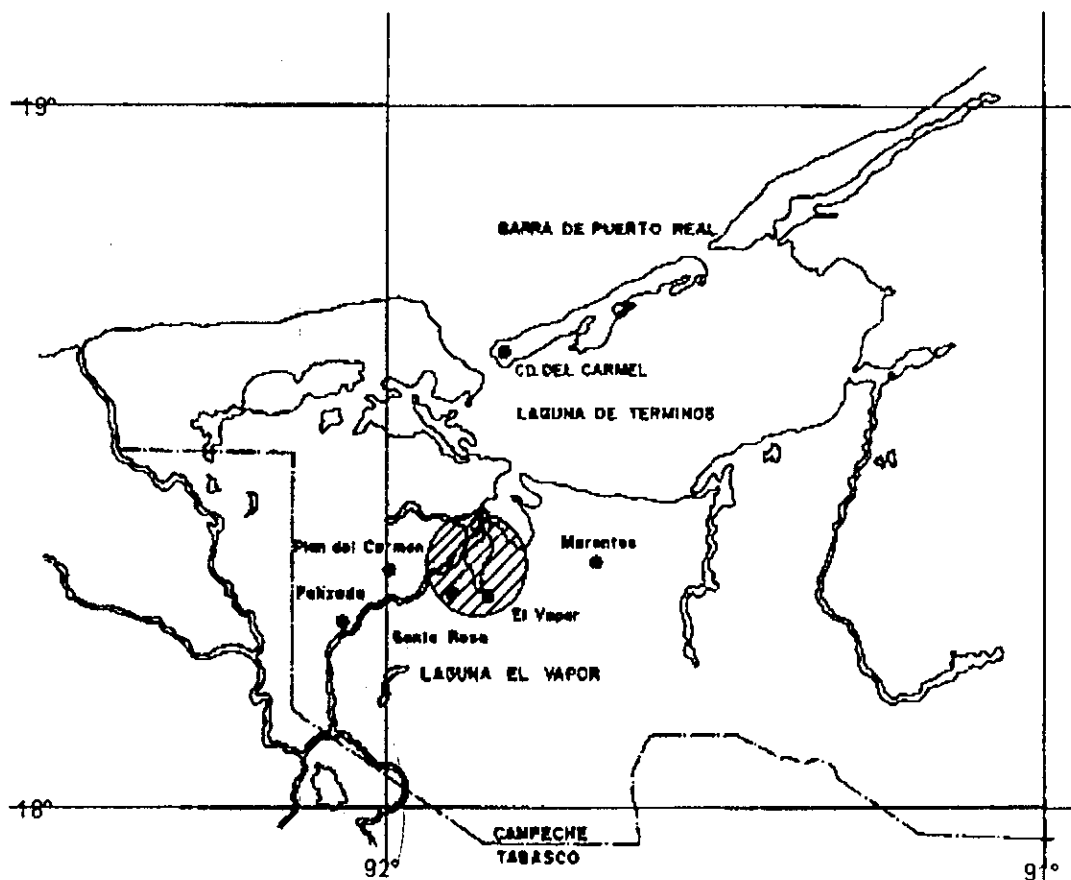 19°
BARRA DE PUERTO REAL
CD. DEL CARMEL
LAGUNA DE TERMINOS
Plan del Carmen
Marentes
Palizada
El Vapor
Santa Rosa
LAGUNA EL VAPOR
18°
CAMPECHE
TABASCO
92°
91°